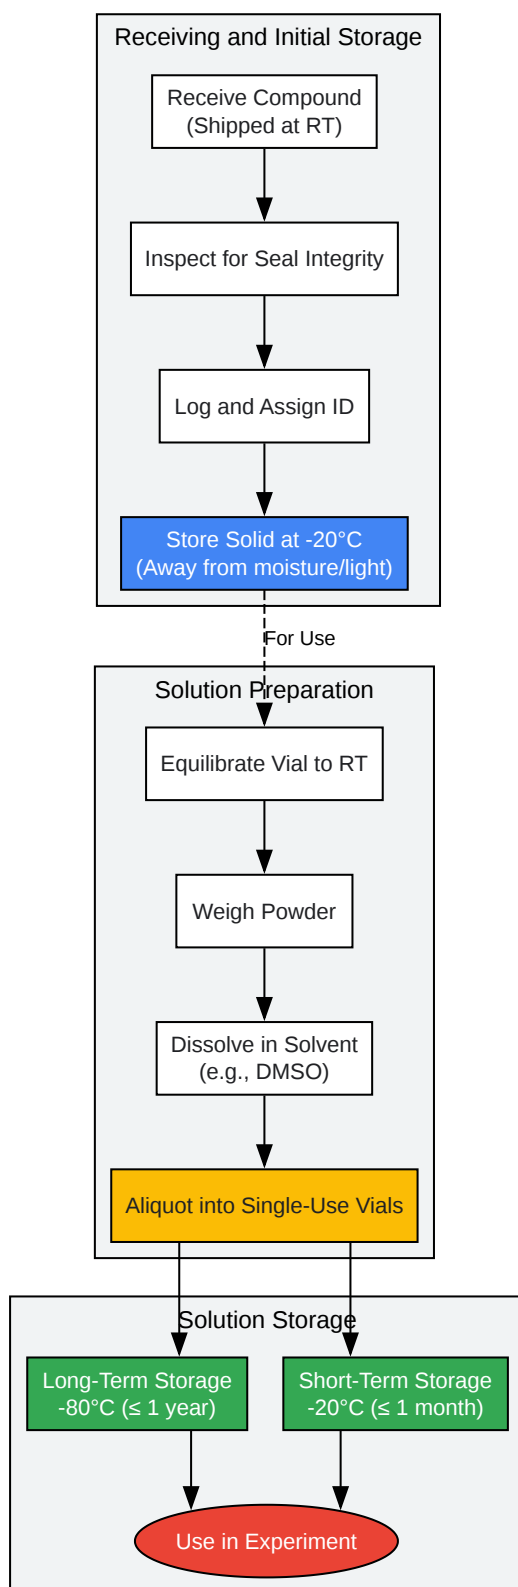 Receiving and Initial Storage
Receive Compound
(Shipped at RT)
Inspect for Seal Integrity
Log and Assign ID
Store Solid at -20°C
(Away from moisture/light)
For Use
Solution Preparation
Equilibrate Vial to RT
Weigh Powder
Dissolve in Solvent
(e.g., DMSO)
Aliquot into Single-Use Vials
Solution Storage
Long-Term Storage
-80°C (≤ 1 year)
Short-Term Storage
-20°C (≤ 1 month)
Use in Experiment